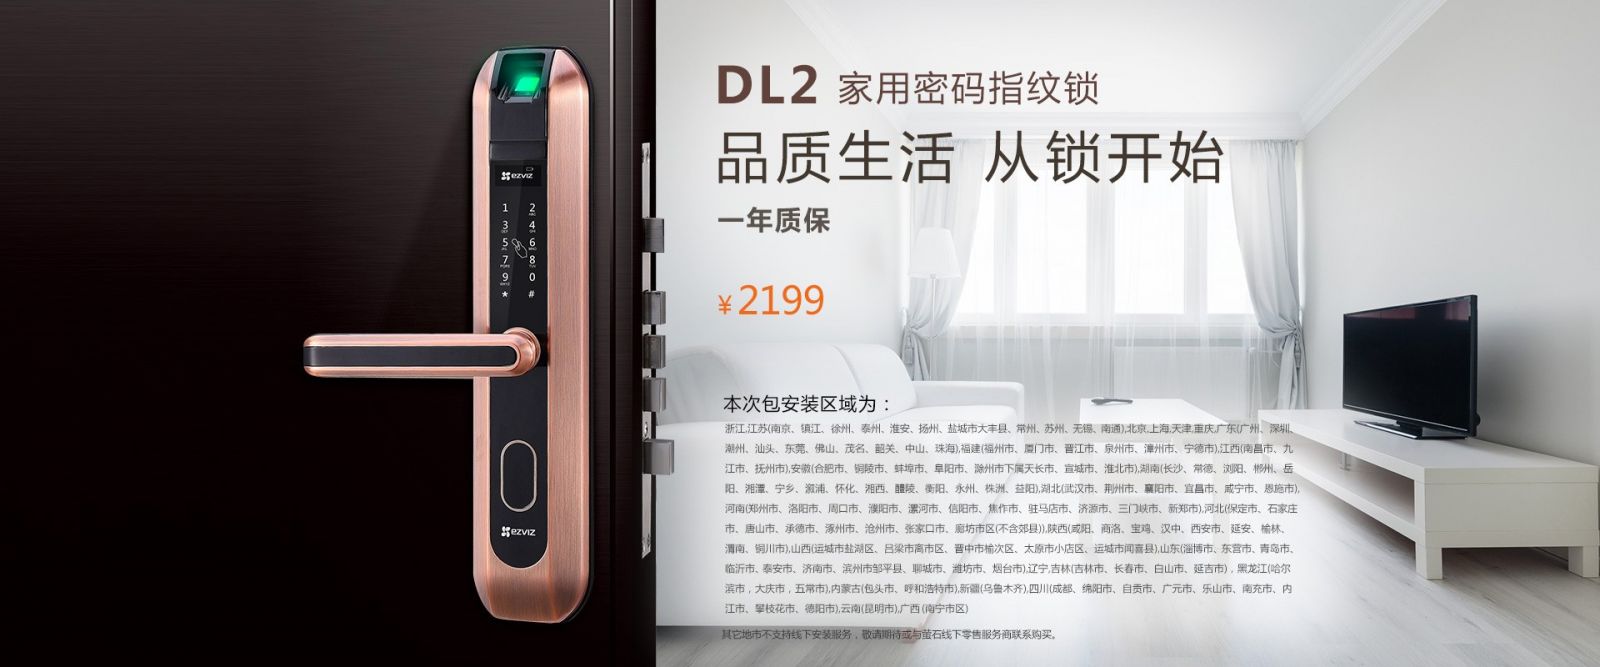 ezviz
1 2
ABC
3 4
DEF GHI
5 6
JKL MNO
7 8
PQRS TUV
9 0
WXYZ
* #
ezviz
DL2 家用密码指纹锁
品质生活 从锁开始
一年质保
¥2199
本次包安装区域为：
浙江,江苏(南京、镇江、徐州、泰州、淮安、扬州、盐城市大丰县、常州、苏州、无锡、南通),北京,上海,天津,重庆,广东(广州、深圳、
潮州、汕头、东莞、佛山、茂名、韶关、中山、珠海),福建(福州市、厦门市、晋江市、泉州市、漳州市、宁德市),江西(南昌市、九
江市、抚州市),安徽(合肥市、铜陵市、蚌埠市、阜阳市、滁州市下属天长市、宣城市、淮北市),湖南(长沙、常德、浏阳、郴州、岳
阳、湘潭、宁乡、溆浦、怀化、湘西、醴陵、衡阳、永州、株洲、益阳),湖北(武汉市、荆州市、襄阳市、宜昌市、咸宁市、恩施市),
河南(郑州市、洛阳市、周口市、濮阳市、漯河市、信阳市、焦作市、驻马店市、济源市、三门峡市、新郑市),河北(保定市、石家庄
市、唐山市、承德市、涿州市、沧州市、张家口市、廊坊市区(不含郊县)),陕西(咸阳、商洛、宝鸡、汉中、西安市、延安、榆林、
渭南、铜川市),山西(运城市盐湖区、吕梁市离市区、晋中市榆次区、太原市小店区、运城市闻喜县),山东(淄博市、东营市、青岛市、
临沂市、泰安市、济南市、滨州市邹平县、聊城市、潍坊市、烟台市),辽宁,吉林(吉林市、长春市、白山市、延吉市)，黑龙江(哈尔
滨市，大庆市，五常市),内蒙古(包头市、呼和浩特市),新疆(乌鲁木齐),四川(成都、绵阳市、自贡市、广元市、乐山市、南充市、内
江市、攀枝花市、德阳市),云南(昆明市),广西 (南宁市区)
其它地市不支持线下安装服务，敬请期待或与萤石线下零售服务商联系购买。